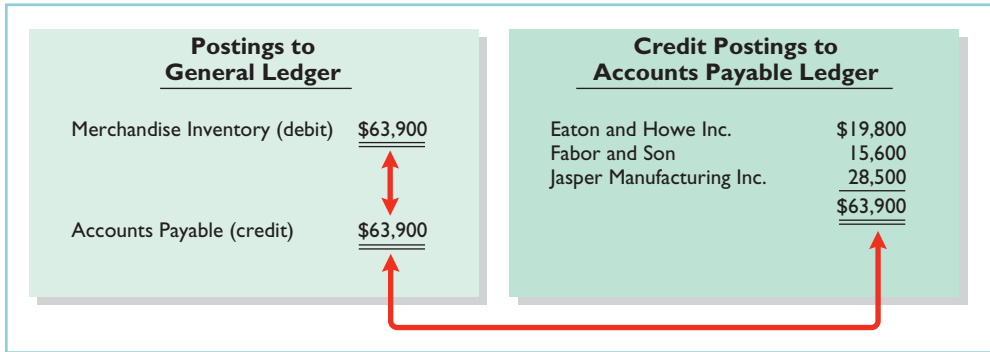 Postings to
General Ledger
Merchandise Inventory (debit) $63,900
Accounts Payable (credit) $63,900
Credit Postings to
Accounts Payable Ledger
Eaton and Howe Inc. $19,800
Fabor and Son 15,600
Jasper Manufacturing Inc. 28,500
$63,900